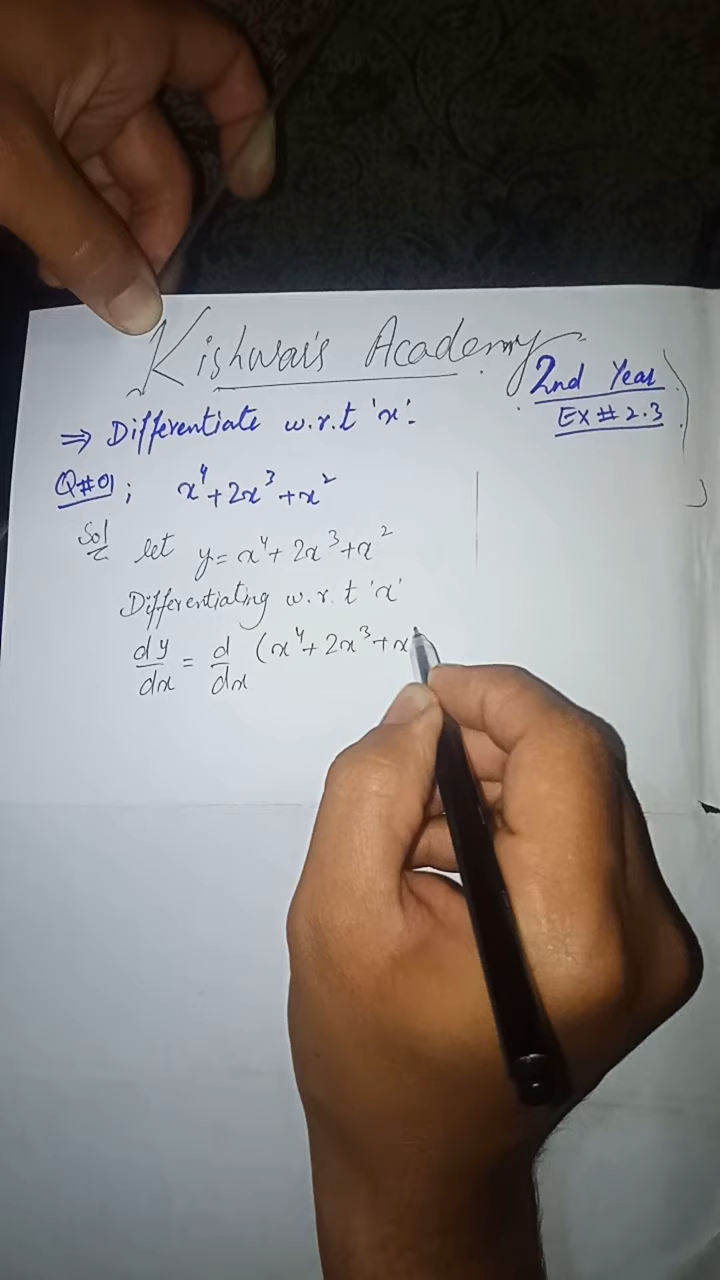 Kishwar's Academy
2nd Year
EX # 2.3
⇒ Differentiate w.r.t 'x'.
Q#01; x⁴+2x³+x²
Sol let y=x⁴+2x³+x²
Differentiating w.r.t 'x'
dy/dx = d/dx (x⁴+2x³+x